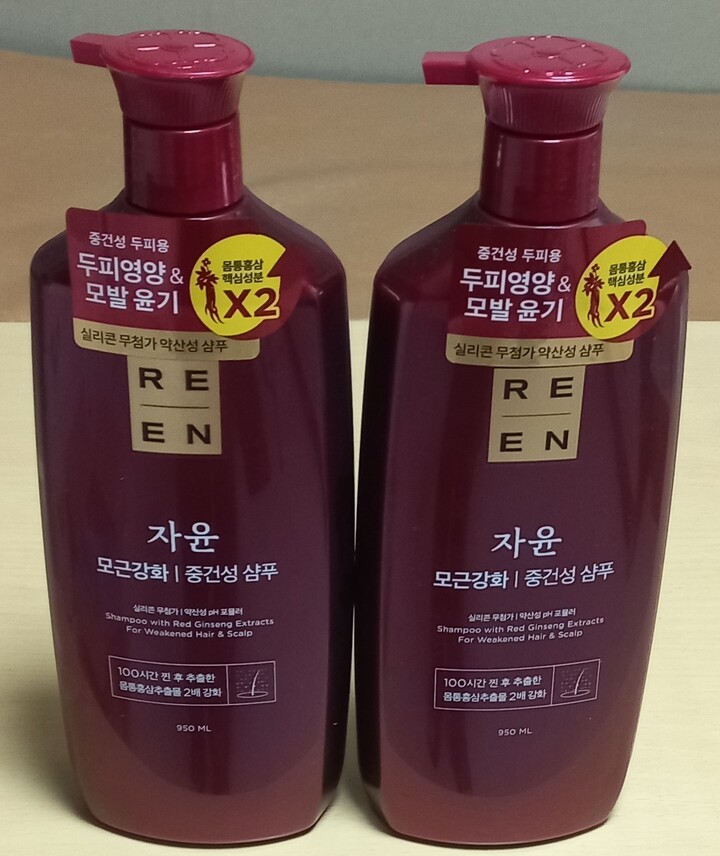 중건성 두피용
두피영양 &
모발 윤기
몸통홍삼
핵심성분
X2
실리콘 무첨가 약산성 샴푸
RE
EN
자윤
모근강화 | 중건성 샴푸
실리콘 무첨가 | 약산성 pH 포뮬러
Shampoo with Red Ginseng Extracts
For Weakened Hair & Scalp
100시간 찐 후 추출한
몸통홍삼추출물 2배 강화
950 ML
중건성 두피용
두피영양 &
모발 윤기
몸통홍삼
핵심성분
X2
실리콘 무첨가 약산성 샴푸
RE
EN
자윤
모근강화 | 중건성 샴푸
실리콘 무첨가 | 약산성 pH 포뮬러
Shampoo with Red Ginseng Extracts
For Weakened Hair & Scalp
100시간 찐 후 추출한
몸통홍삼추출물 2배 강화
950 ML